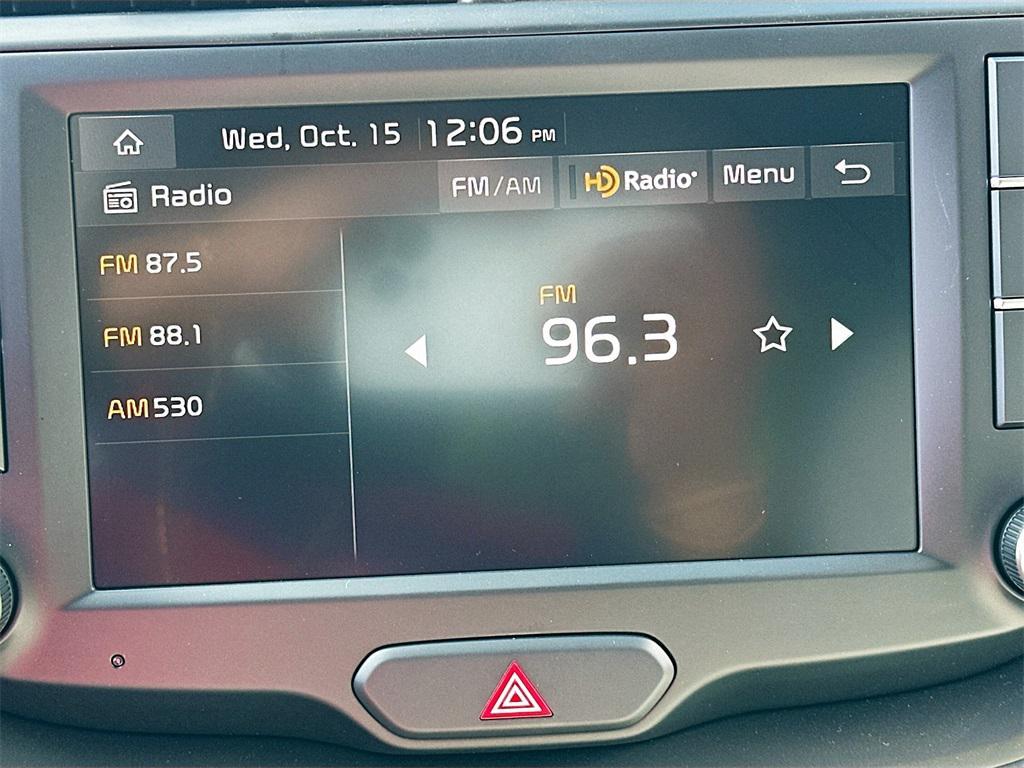 Wed, Oct. 15 12:06 PM
Radio FM/AM HD Radio Menu
FM 87.5
FM 88.1
AM 530
FM
96.3